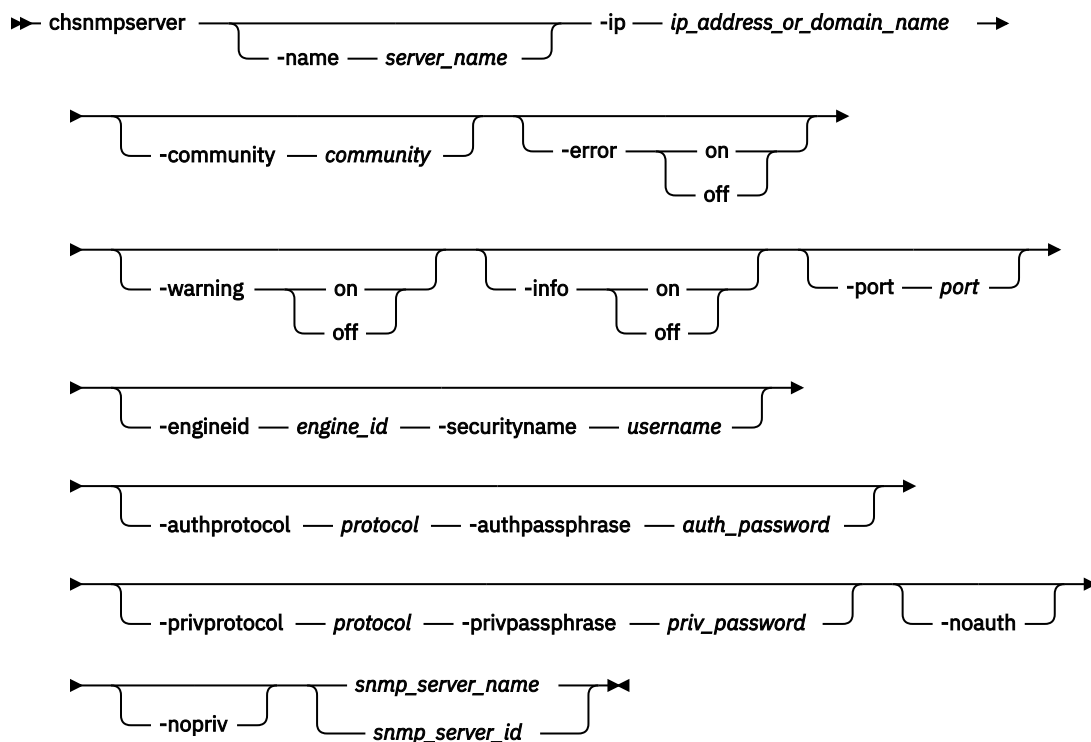 chsnmpserver -name server_name -ip ip_address_or_domain_name
-community community -error on
off
-warning on -info on -port port
off off
-engineid engine_id -securityname username
-authprotocol protocol -authpassphrase auth_password
-privprotocol protocol -privpassphrase priv_password -noauth
snmp_server_name
-nopriv
snmp_server_id